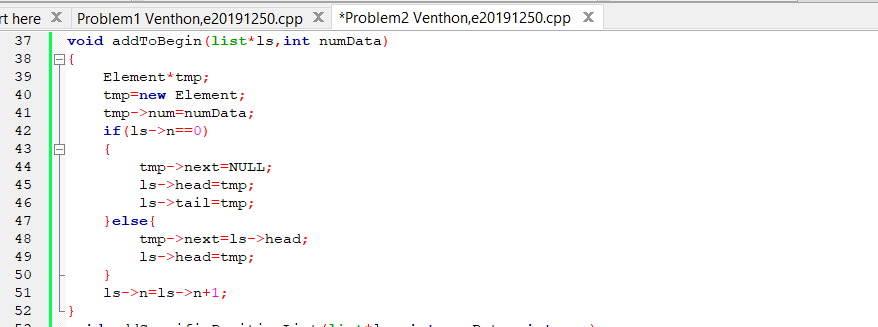 rt here Problem1 Venthon,e20191250.cpp *Problem2 Venthon,e20191250.cpp
37 void addToBegin(list*ls,int numData)
38 {
39 Element*tmp;
40 tmp=new Element;
41 tmp->num=numData;
42 if(ls->n==0)
43 {
44 tmp->next=NULL;
45 ls->head=tmp;
46 ls->tail=tmp;
47 }else{
48 tmp->next=ls->head;
49 ls->head=tmp;
50 }
51 ls->n=ls->n+1;
52 }